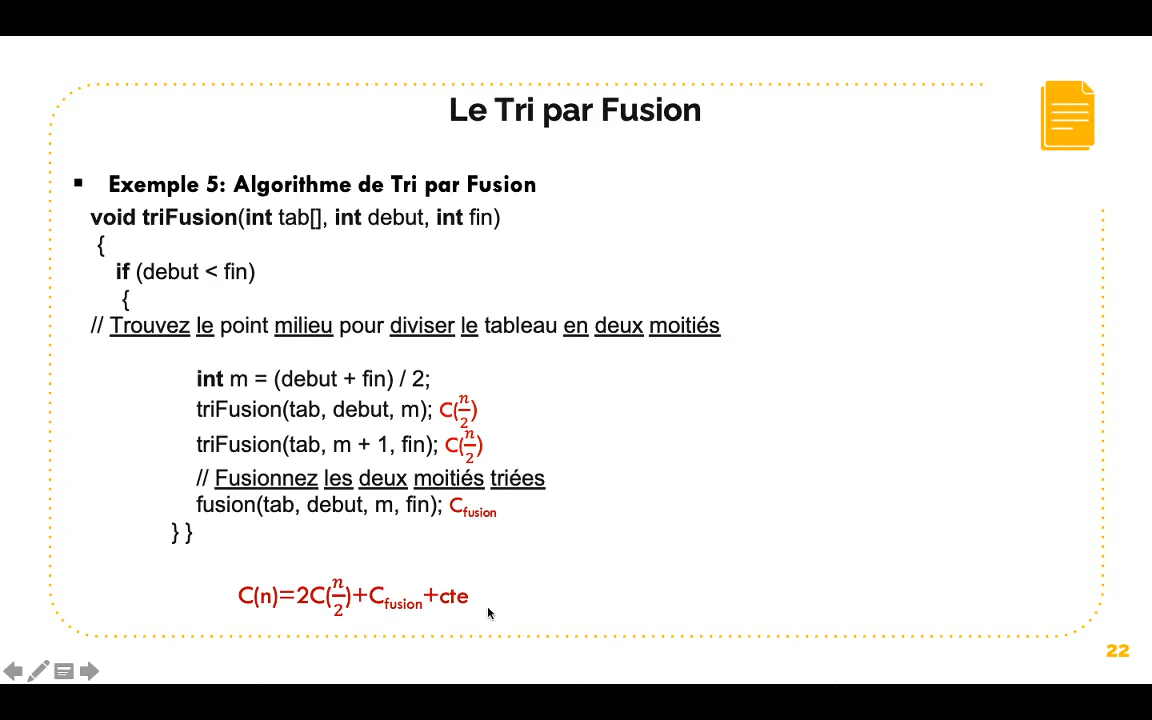 Le Tri par Fusion
▪ Exemple 5: Algorithme de Tri par Fusion
void triFusion(int tab[], int debut, int fin)
{
if (debut < fin)
{
// Trouvez le point milieu pour diviser le tableau en deux moitiés
int m = (debut + fin) / 2;
triFusion(tab, debut, m); C(n/2)
triFusion(tab, m + 1, fin); C(n/2)
// Fusionnez les deux moitiés triées
fusion(tab, debut, m, fin); Cfusion
} }
C(n)=2C(n/2)+Cfusion+cte
22